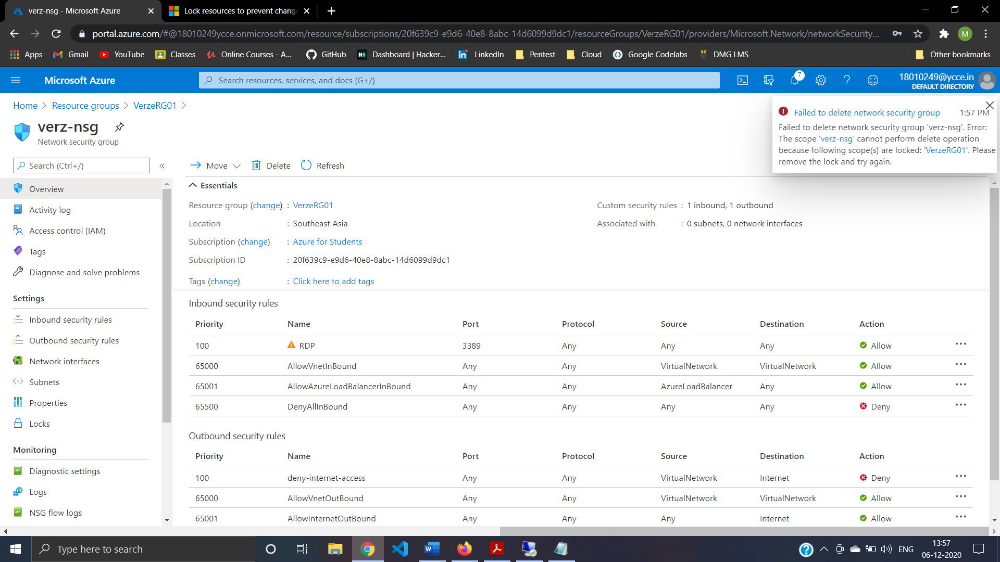 verz-nsg - Microsoft Azure
Lock resources to prevent change
portal.azure.com/#@18010249ycce.onmicrosoft.com/resource/subscriptions/20f639c9-e9d6-40e8-8abc-14d6099d9dc1/resourceGroups/VerzeRG01/providers/Microsoft.Network/networkSecurity...
M
Apps
Gmail
YouTube
Classes
Online Courses - A...
GitHub
Dashboard | Hacker...
LinkedIn
Pentest
Cloud
Google Codelabs
DMG LMS
Other bookmarks
Microsoft Azure
Search resources, services, and docs (G+/)
7
18010249@ycce.in
DEFAULT DIRECTORY
Home > Resource groups > VerzeRG01 >
verz-nsg
Network security group
Failed to delete network security group 1:57 PM
Failed to delete network security group 'verz-nsg'. Error:
The scope 'verz-nsg' cannot perform delete operation
because following scope(s) are locked: 'VerzeRG01'. Please
remove the lock and try again.
Search (Ctrl+/)
«
Overview
Activity log
Access control (IAM)
Tags
Diagnose and solve problems
Settings
Inbound security rules
Outbound security rules
Network interfaces
Subnets
Properties
Locks
Monitoring
Diagnostic settings
Logs
NSG flow logs
Move
Delete
Refresh
Essentials
Resource group (change) : VerzeRG01
Location : Southeast Asia
Subscription (change) : Azure for Students
Subscription ID : 20f639c9-e9d6-40e8-8abc-14d6099d9dc1
Tags (change) : Click here to add tags
Custom security rules : 1 inbound, 1 outbound
Associated with : 0 subnets, 0 network interfaces
Inbound security rules
Priority Name Port Protocol Source Destination Action
100 RDP 3389 Any Any Any Allow ...
65000 AllowVnetInBound Any Any VirtualNetwork VirtualNetwork Allow ...
65001 AllowAzureLoadBalancerInBound Any Any AzureLoadBalancer Any Allow ...
65500 DenyAllInBound Any Any Any Any Deny ...
Outbound security rules
Priority Name Port Protocol Source Destination Action
100 deny-internet-access Any Any VirtualNetwork Internet Deny ...
65000 AllowVnetOutBound Any Any VirtualNetwork VirtualNetwork Allow ...
65001 AllowInternetOutBound Any Any Any Internet Allow ...
Type here to search
ENG
13:57
06-12-2020